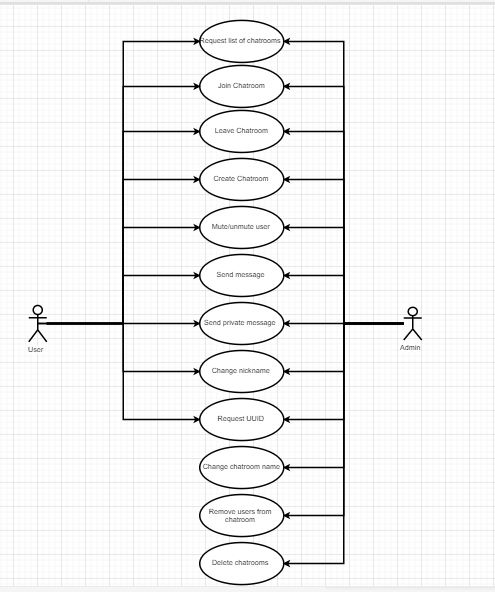 Request list of chatrooms
Join Chatroom
Leave Chatroom
Create Chatroom
Mute/unmute user
Send message
Send private message
Change nickname
Request UUID
Change chatroom name
Remove users from
chatroom
Delete chatrooms
User
Admin